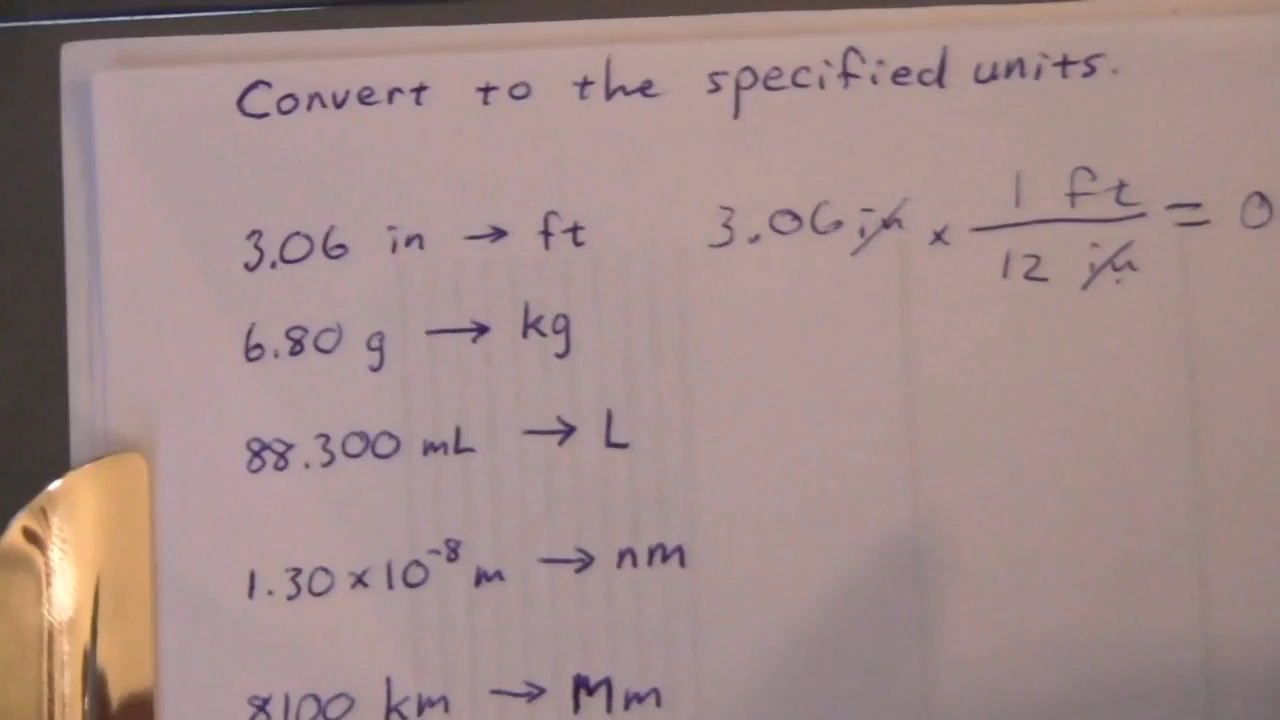 Convert to the specified units.
3.06 in → ft 3.06 in × 1 ft / 12 in = 0
6.80 g → kg
88.300 mL → L
1.30 × 10⁻⁸ m → nm
8100 km → Mm